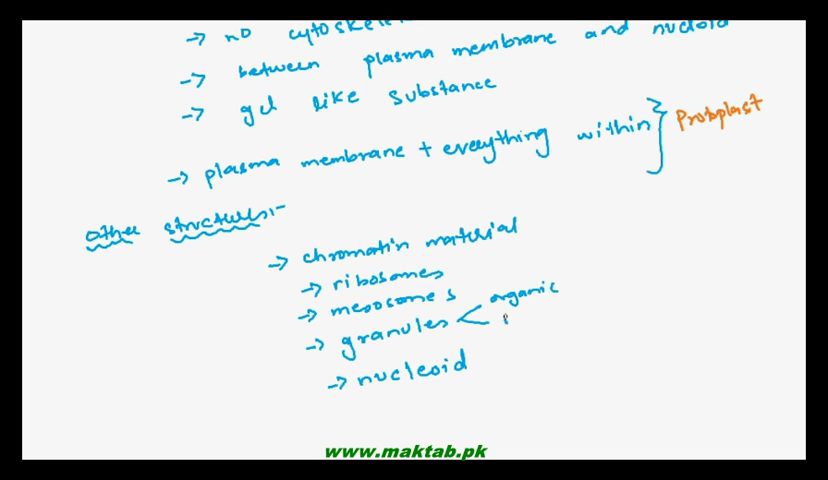 → no cytoskele
→ between plasma membrane and nucloid
→ gel like substance
→ plasma membrane + everything within } Protoplast
other structures:-
→ chromatin material
→ ribosomes
→ mesosomes
→ granules < organic
→ nucleoid
www.maktab.pk